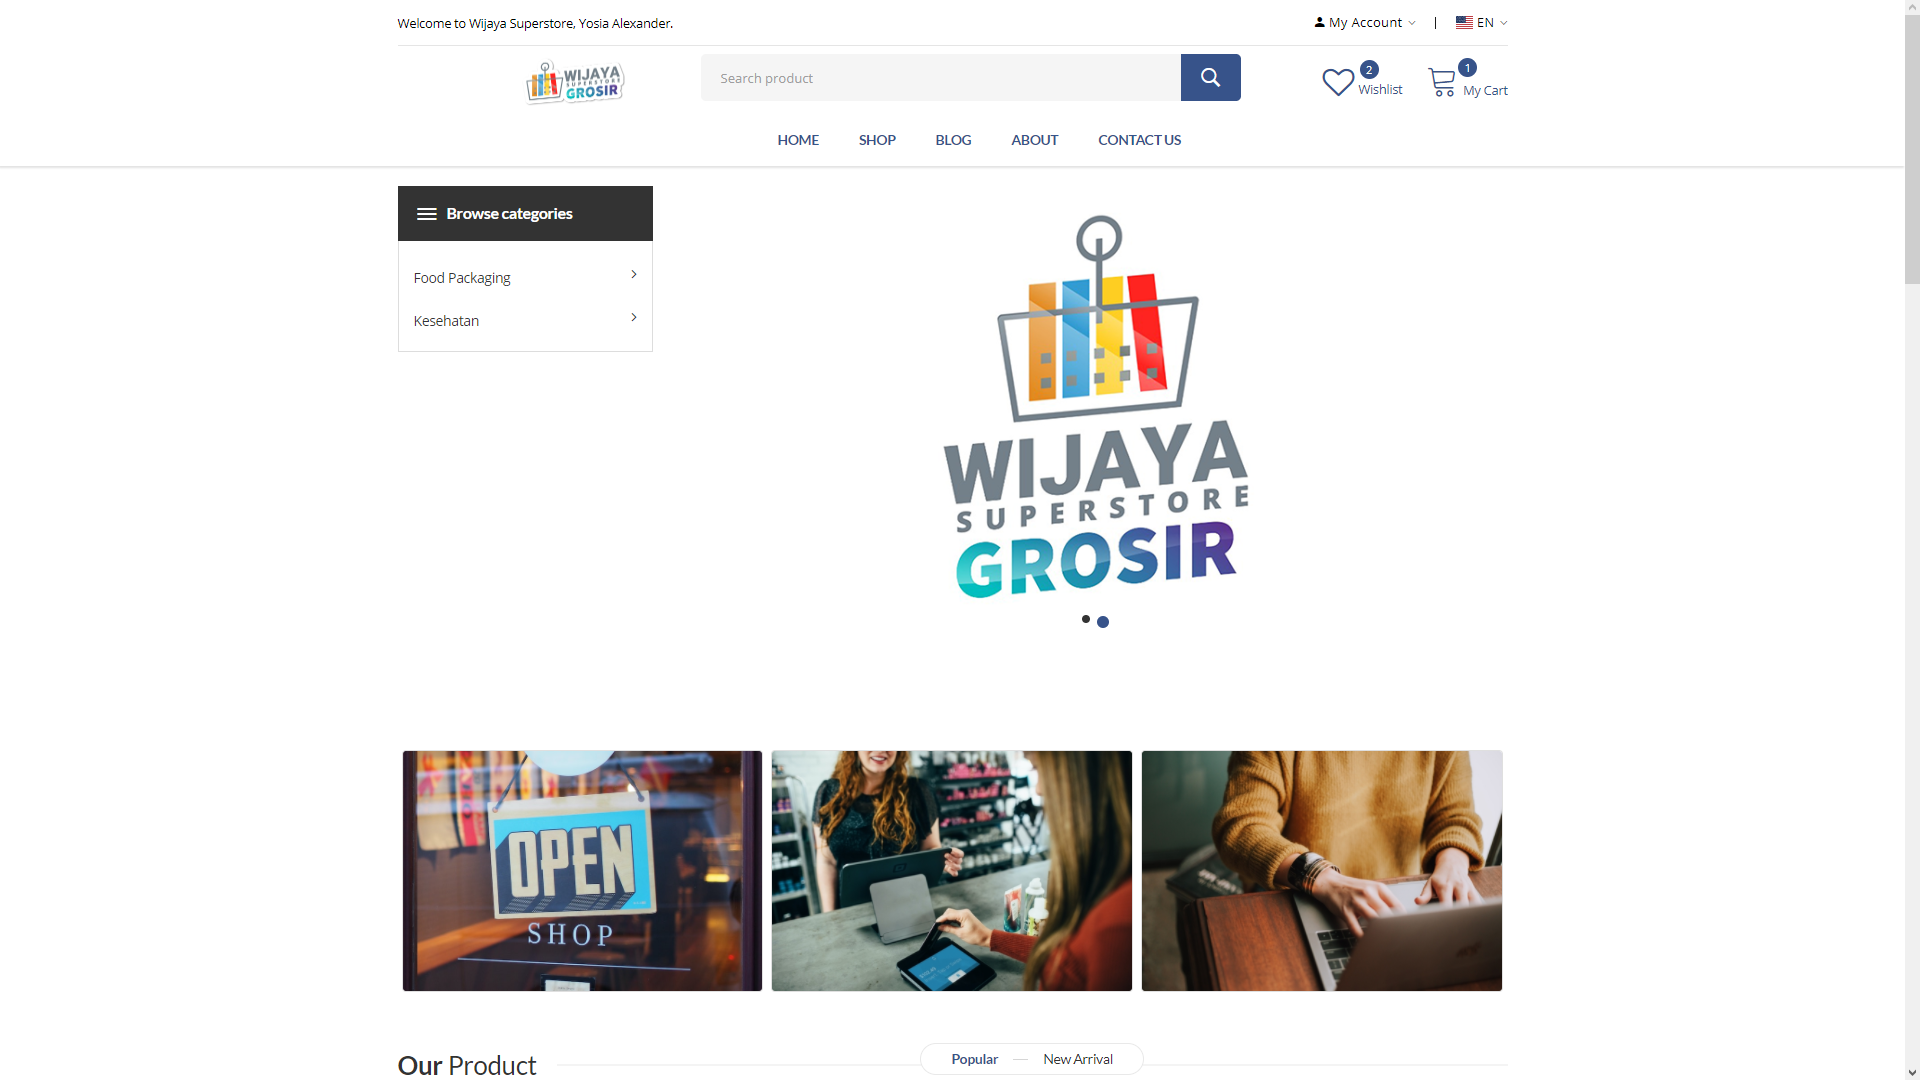 Welcome to Wijaya Superstore, Yosia Alexander.
My Account
|
EN
WIJAYA
SUPERSTORE
GROSIR
Search product
2
Wishlist
1
My Cart
HOME
SHOP
BLOG
ABOUT
CONTACT US
Browse categories
Food Packaging
Kesehatan
WIJAYA
SUPERSTORE
GROSIR
OPEN
SHOP
Our Product
Popular
New Arrival